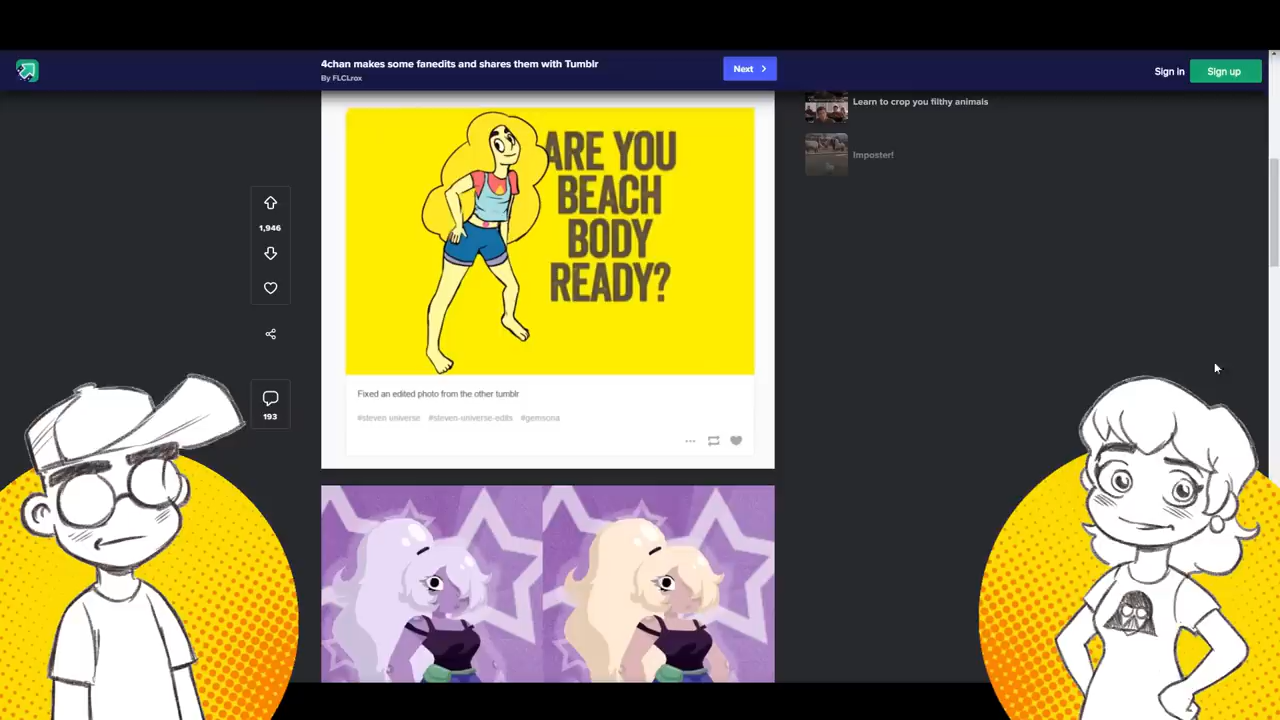 4chan makes some fanedits and shares them with Tumblr
By FLCLrox
Next
Sign in
Sign up
Learn to crop you filthy animals
Imposter!
1,946
193
ARE YOU
BEACH
BODY
READY?
Fixed an edited photo from the other tumblr
#steven universe #steven-universe-edits #gemsona